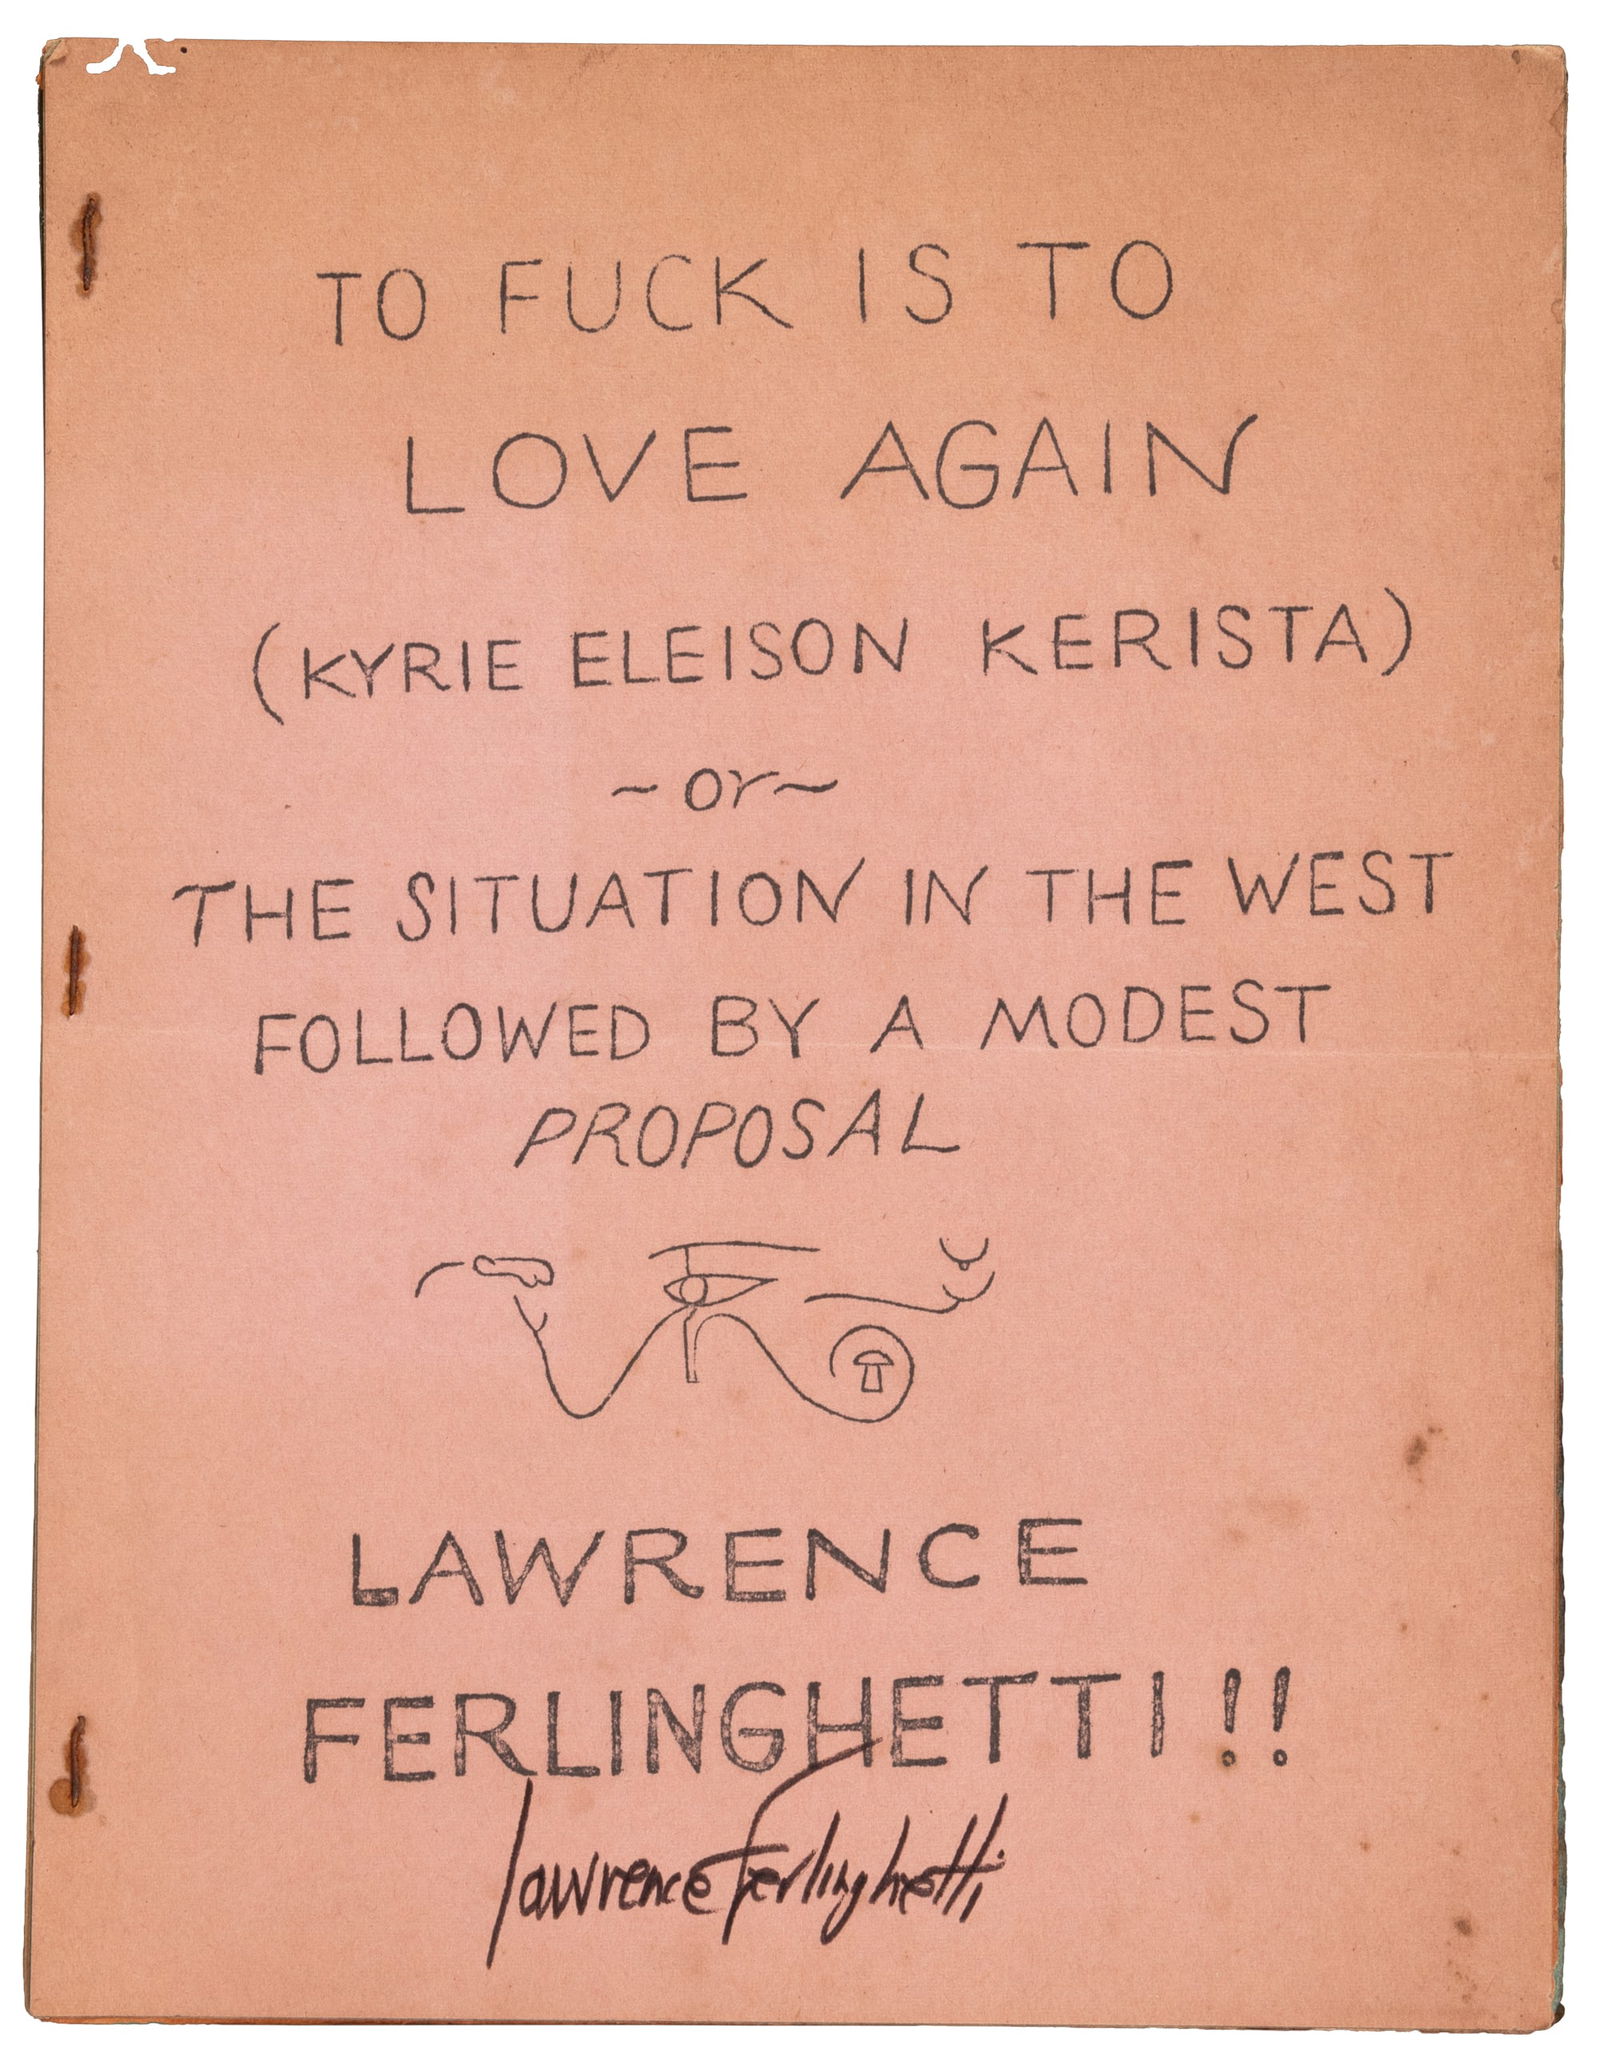 TO FUCK IS TO
LOVE AGAIN
(KYRIE ELEISON KERISTA)
~or~
THE SITUATION IN THE WEST
FOLLOWED BY A MODEST
PROPOSAL
LAWRENCE
FERLINGHETTI!!
Lawrence Ferlinghetti